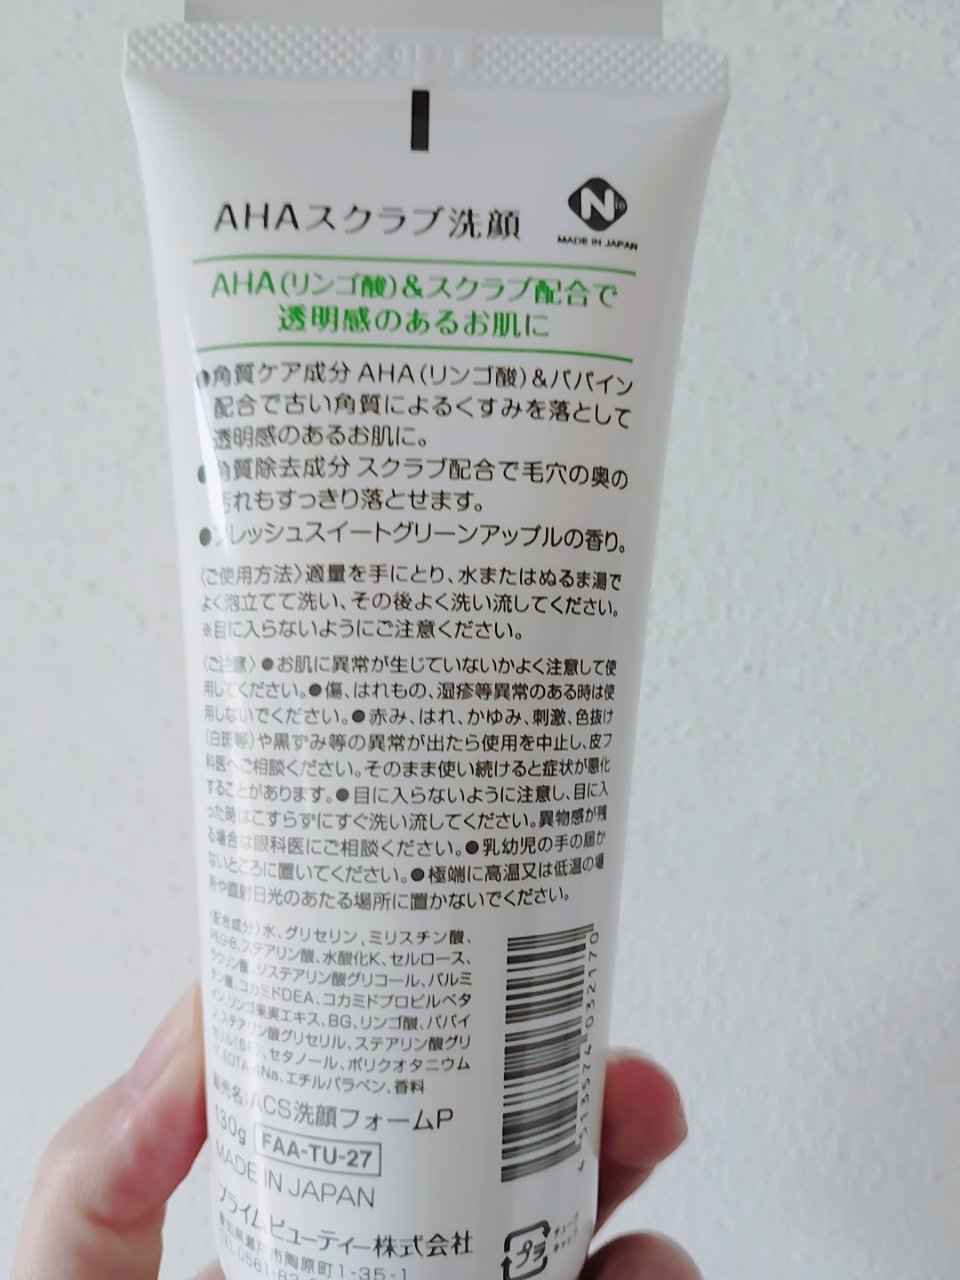 AHAスクラブ洗顔
N
MADE IN JAPAN
AHA(リンゴ酸)&スクラブ配合で
透明感のあるお肌に
●角質ケア成分 AHA(リンゴ酸)&パパイン
配合で古い角質によるくすみを落として
透明感のあるお肌に。
●角質除去成分 スクラブ配合で毛穴の奥の
汚れもすっきり落とせます。
●フレッシュスイートグリーンアップルの香り。
〈ご使用方法〉適量を手にとり、水またはぬるま湯で
よく泡立てて洗い、その後よく洗い流してください。
※目に入らないようにご注意ください。
〈ご注意〉●お肌に異常が生じていないかよく注意して使
用してください。●傷、はれもの、湿疹等異常のある時は使
用しないでください。●赤み、はれ、かゆみ、刺激、色抜け
(白斑等)や黒ずみ等の異常が出たら使用を中止し、皮フ
科医へご相談ください。そのまま使い続けると症状が悪化
することがあります。●目に入らないように注意し、目に入
った時はこすらずにすぐ洗い流してください。異物感が残
る場合は眼科医にご相談ください。●乳幼児の手の届か
ないところに置いてください。●極端に高温又は低温の場
所や直射日光のあたる場所に置かないでください。
〈配合成分〉水、グリセリン、ミリスチン酸、
PEG-8、ステアリン酸、水酸化K、セルロース、
ラウリン酸、ジステアリン酸グリコール、パルミ
チン酸、コカミドDEA、コカミドプロピルベタ
イン、リンゴ果実エキス、BG、リンゴ酸、パパイ
ン、ステアリン酸グリセリル、ステアリン酸グリ
セリル(SE)、セタノール、ポリクオタニウム
-7、EDTA-4Na、エチルパラベン、香料
販売名:ACS洗顔フォームP
130g FAA-TU-27
MADE IN JAPAN
プライムビューティー株式会社
愛知県瀬戸市陶原町1-35-1
TEL 0561-82
4 513574 032170
プラ
チューブ
キャップ